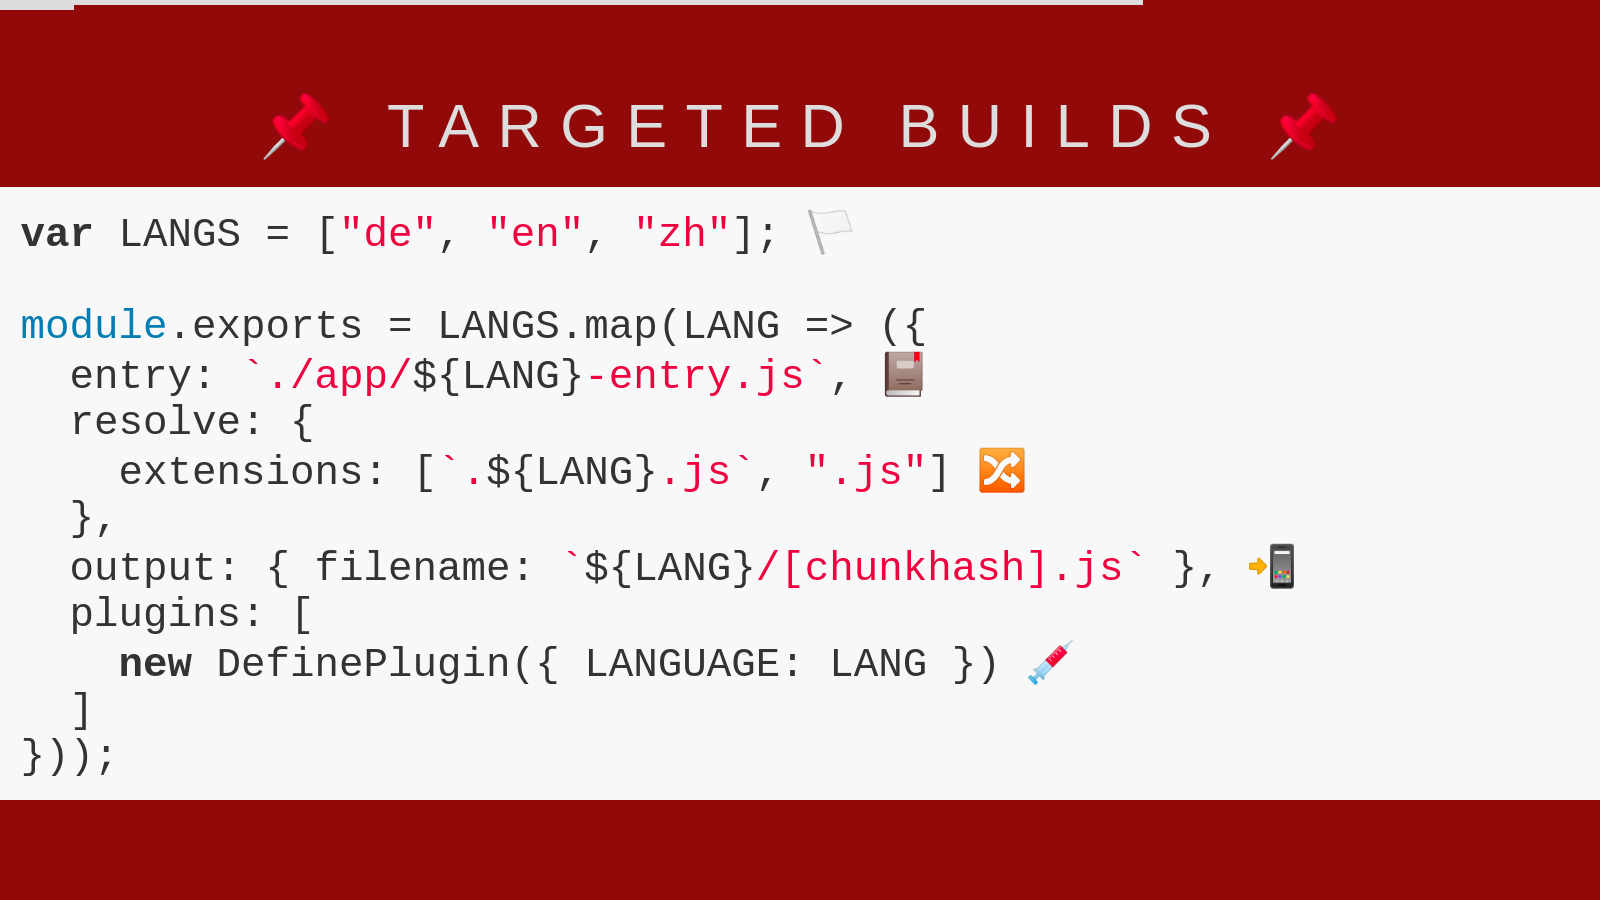 📌 TARGETED BUILDS 📌
var LANGS = ["de", "en", "zh"]; 🏳
module.exports = LANGS.map(LANG => ({
  entry: `./app/${LANG}-entry.js`, 📔
  resolve: {
    extensions: [`.${LANG}.js`, ".js"] 🔀
  },
  output: { filename: `${LANG}/[chunkhash].js` }, 📲
  plugins: [
    new DefinePlugin({ LANGUAGE: LANG }) 💉
  ]
}));